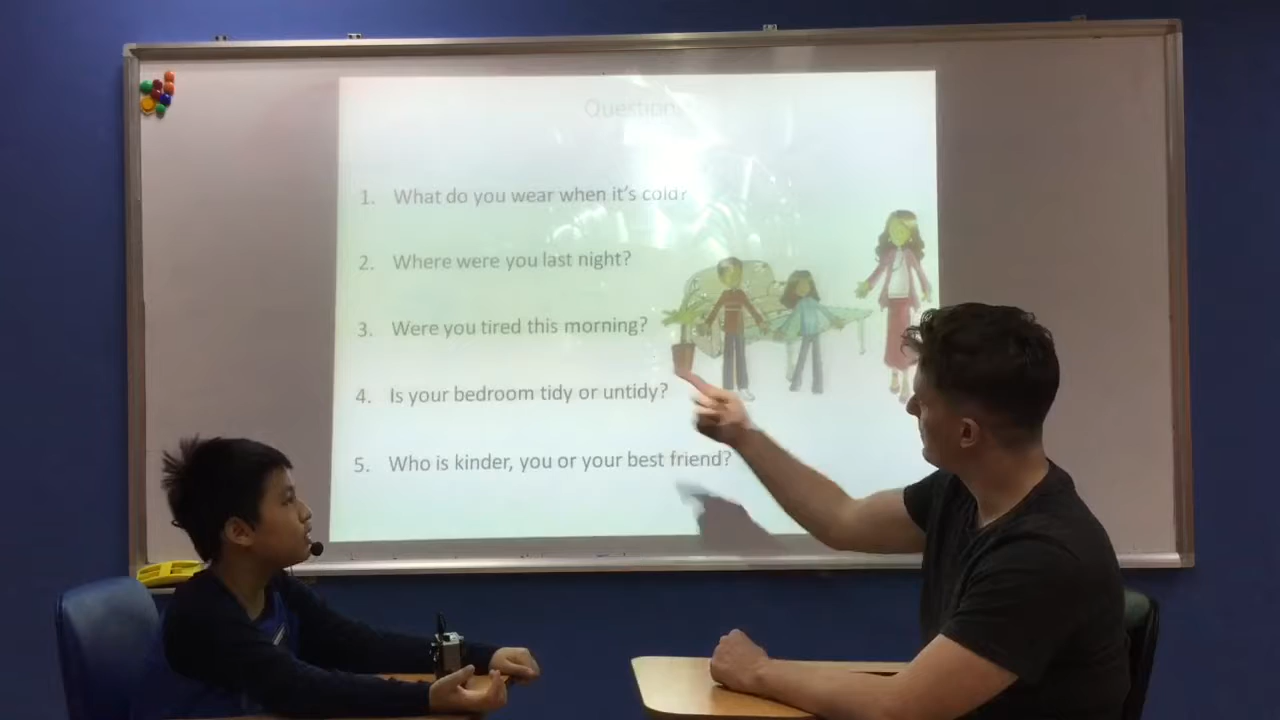 Questions
1. What do you wear when it's cold?
2. Where were you last night?
3. Were you tired this morning?
4. Is your bedroom tidy or untidy?
5. Who is kinder, you or your best friend?